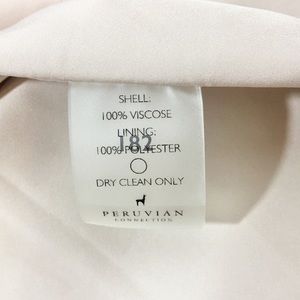 SHELL:
100% VISCOSE
LINING:
182
100% POLYESTER
DRY CLEAN ONLY
PERUVIAN
CONNECTION